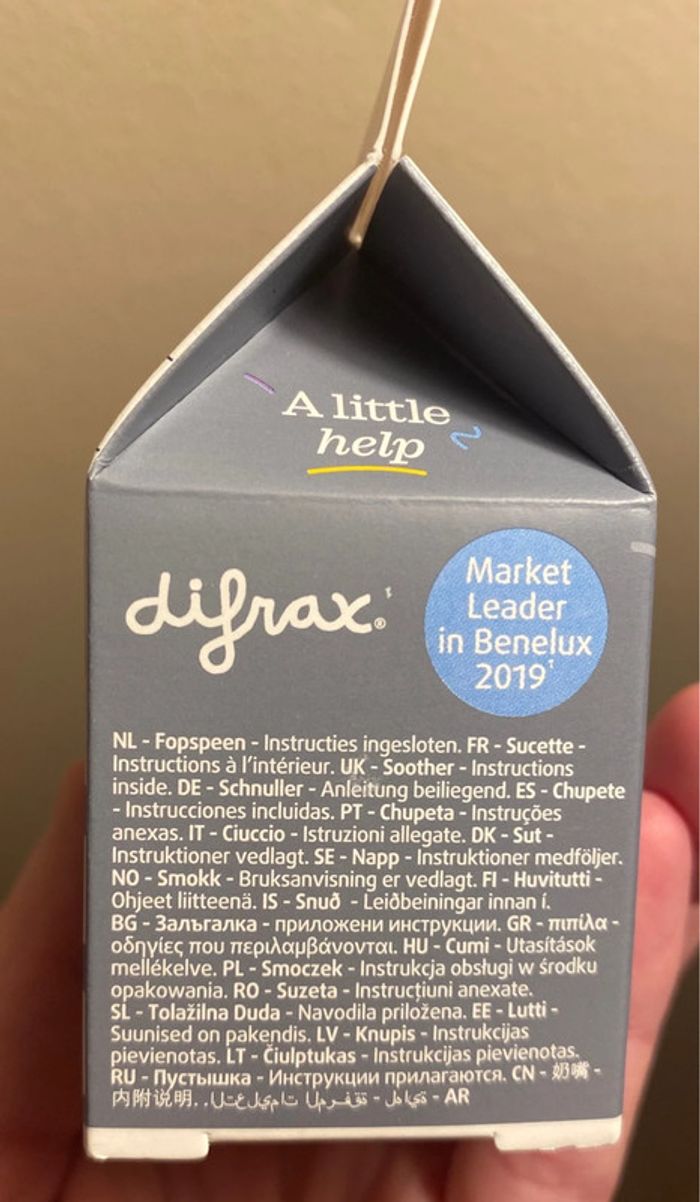 A little
help
difrax®
Market
Leader
in Benelux
2019¹
NL - Fopspeen - Instructies ingesloten. FR - Sucette -
Instructions à l'intérieur. UK - Soother - Instructions
inside. DE - Schnuller - Anleitung beiliegend. ES - Chupete
- Instrucciones incluidas. PT - Chupeta - Instruções
anexas. IT - Ciuccio - Istruzioni allegate. DK - Sut -
Instruktioner vedlagt. SE - Napp - Instruktioner medföljer.
NO - Smokk - Bruksanvisning er vedlagt. FI - Huvitutti -
Ohjeet liitteenä. IS - Snuð - Leiðbeiningar innan í.
BG - Залъгалка - приложени инструкции. GR - πιπίλα -
οδηγίες που περιλαμβάνονται. HU - Cumi - Utasítások
mellékelve. PL - Smoczek - Instrukcja obsługi w środku
opakowania. RO - Suzeta - Instrucțiuni anexate.
SL - Tolažilna Duda - Navodila priložena. EE - Lutti -
Suunised on pakendis. LV - Knupis - Instrukcijas
pievienotas. LT - Čiulptukas - Instrukcijas pievienotas.
RU - Пустышка - Инструкции прилагаются. CN - 奶嘴 -
内附说明. .ةقفرملا تاميلعتلا - ةياهل - AR